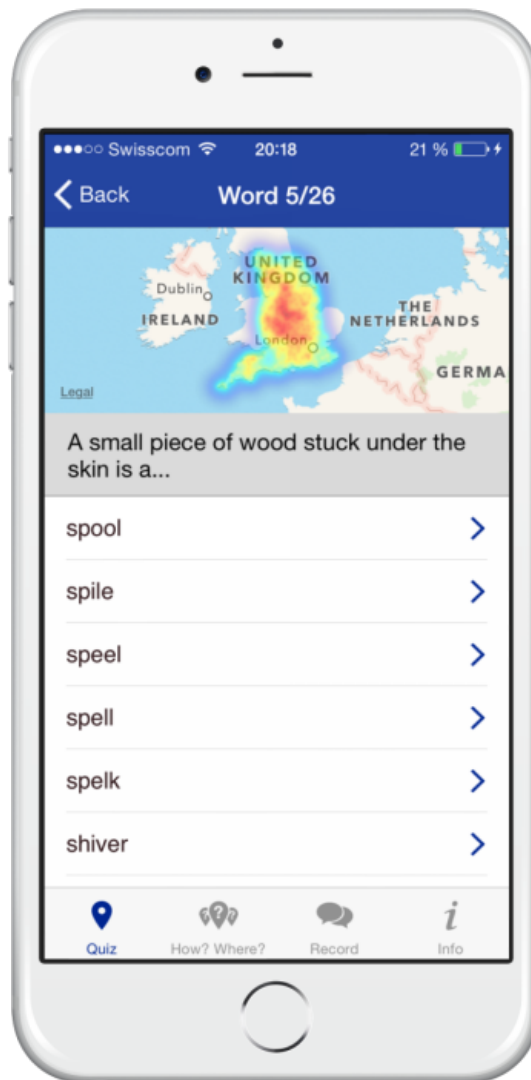 Swisscom 20:18 21 %
Back Word 5/26
UNITED
KINGDOM
Dublin
IRELAND
THE
NETHERLANDS
London
GERMA
Legal
A small piece of wood stuck under the
skin is a...
spool
spile
speel
spell
spelk
shiver
Quiz How? Where? Record Info